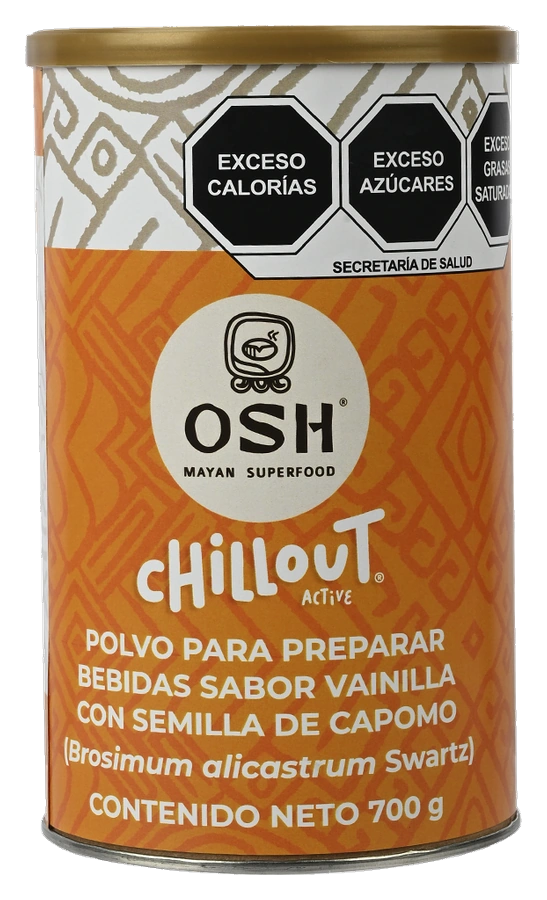 EXCESO
CALORÍAS
EXCESO
AZÚCARES
EXCESO
GRASAS
SATURADAS
SECRETARÍA DE SALUD
OSH®
MAYAN SUPERFOOD
CHiLLOUT®
ACTiVE
POLVO PARA PREPARAR
BEBIDAS SABOR VAINILLA
CON SEMILLA DE CAPOMO
(Brosimum alicastrum Swartz)
CONTENIDO NETO 700 g